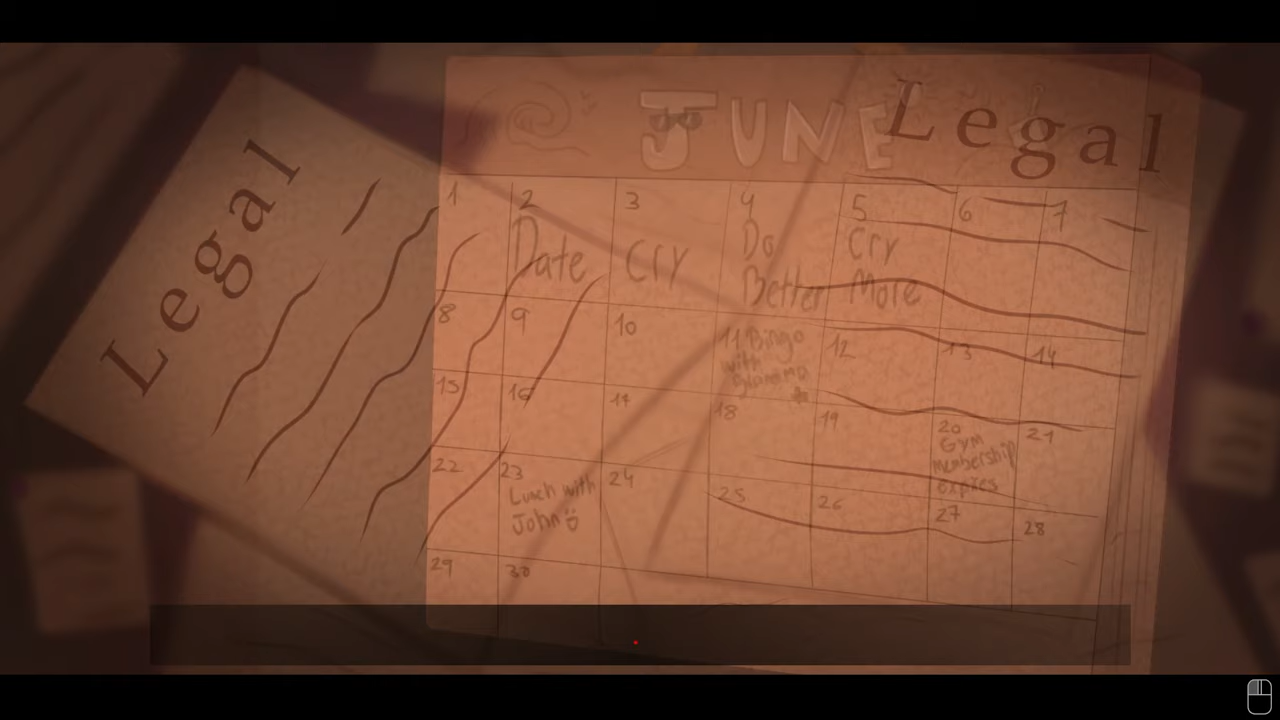 Legal
JUNE
Legal
1 2 3 4 5 6 7
Date Cry Do Cry
Better More
8 9 10 11 Bingo 12 13 14
with
grandma
15 16 17 18 19 20 21
Gym
membership
expires
22 23 24 25 26 27 28
Lunch with
John
29 30